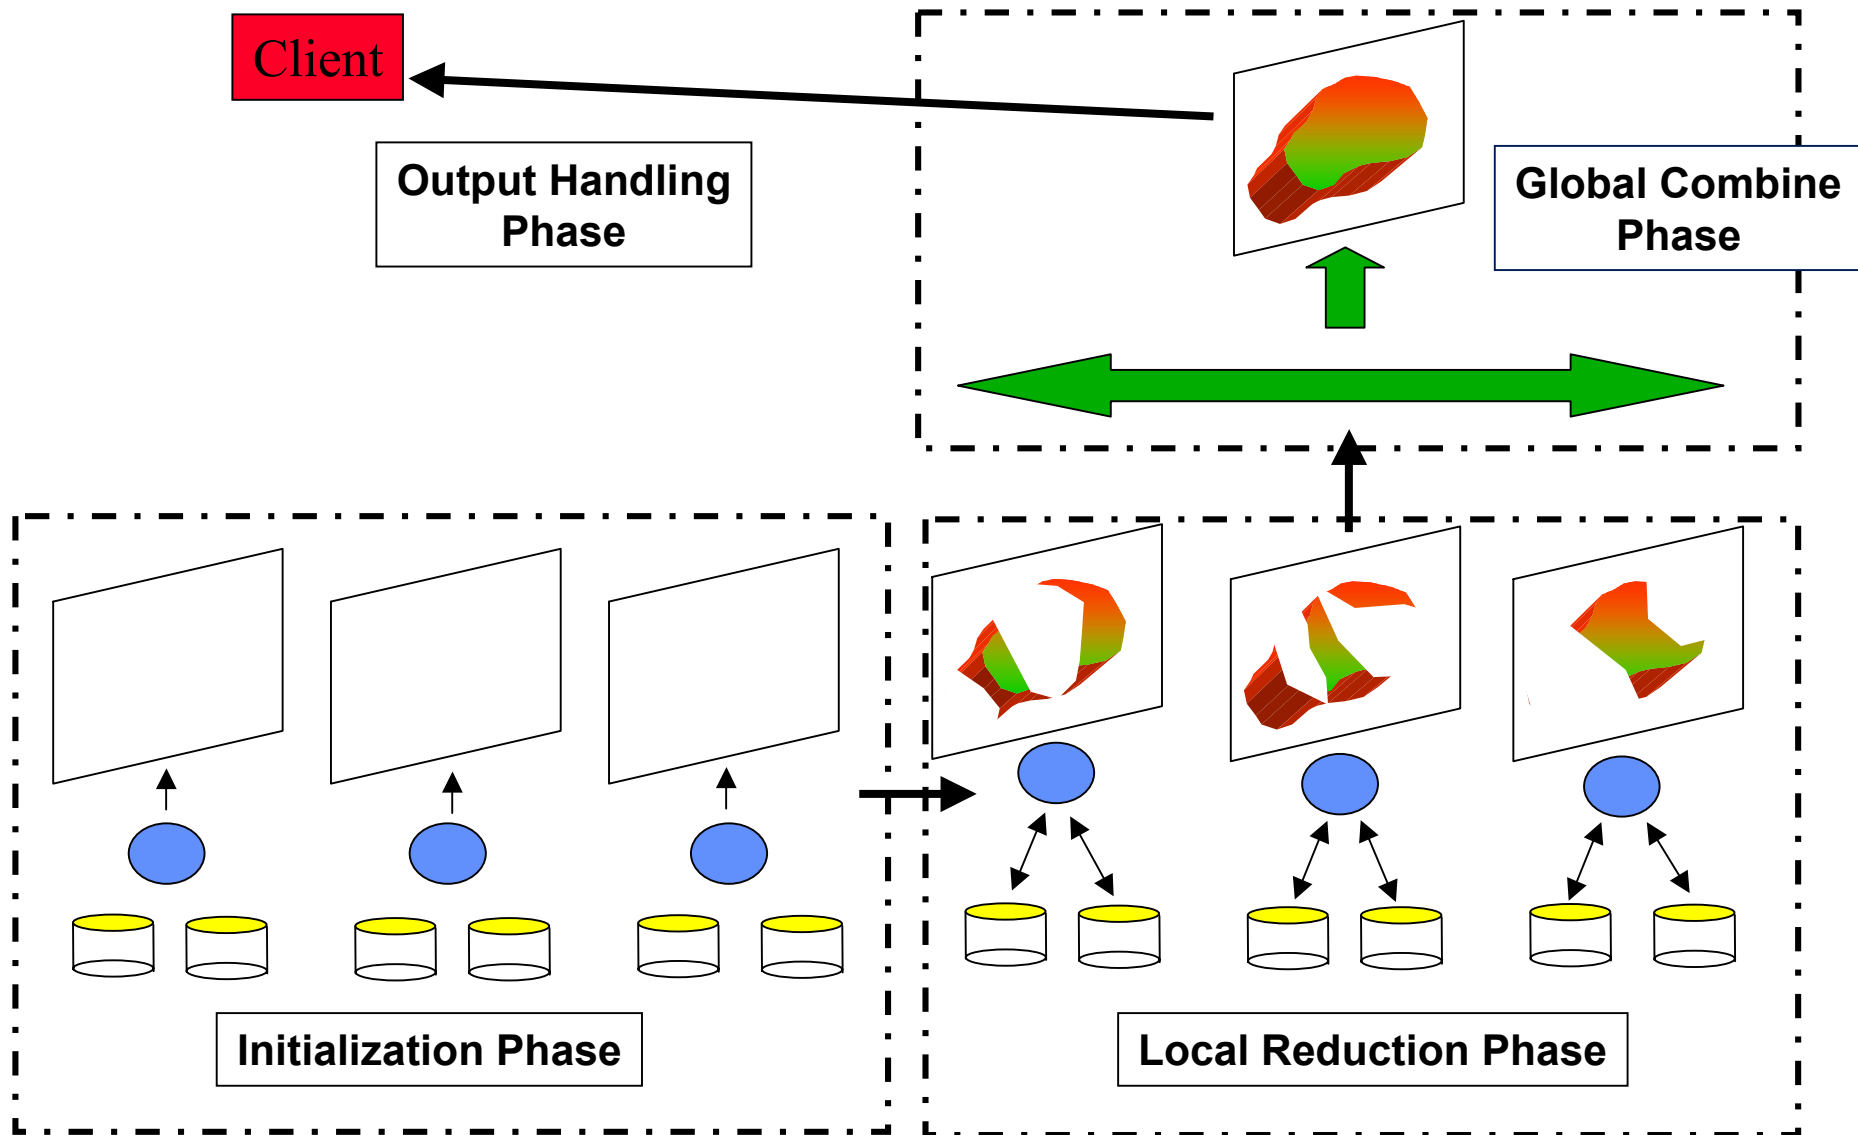 Client
Output Handling
Phase
Global Combine
Phase
Initialization Phase
Local Reduction Phase